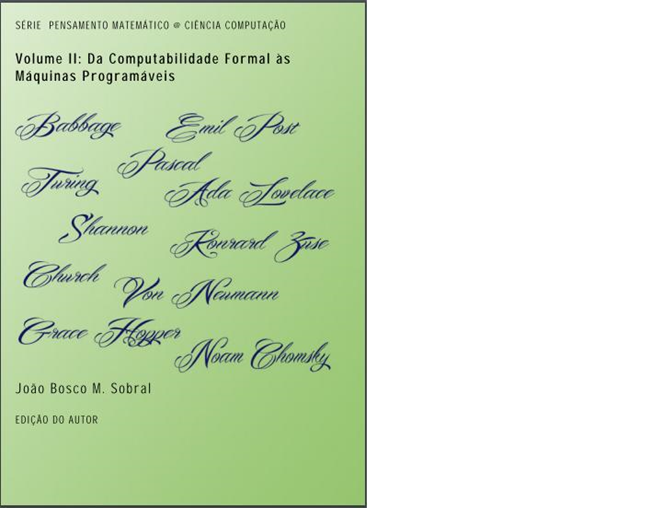 SÉRIE PENSAMENTO MATEMÁTICO @ CIÊNCIA COMPUTAÇÃO
Volume II: Da Computabilidade Formal às
Máquinas Programáveis
Babbage Emil Post
Pascal
Turing Ada Lovelace
Shannon Konrard Zuse
Church Von Neumann
Grace Hopper
Noam Chomsky
João Bosco M. Sobral
EDIÇÃO DO AUTOR